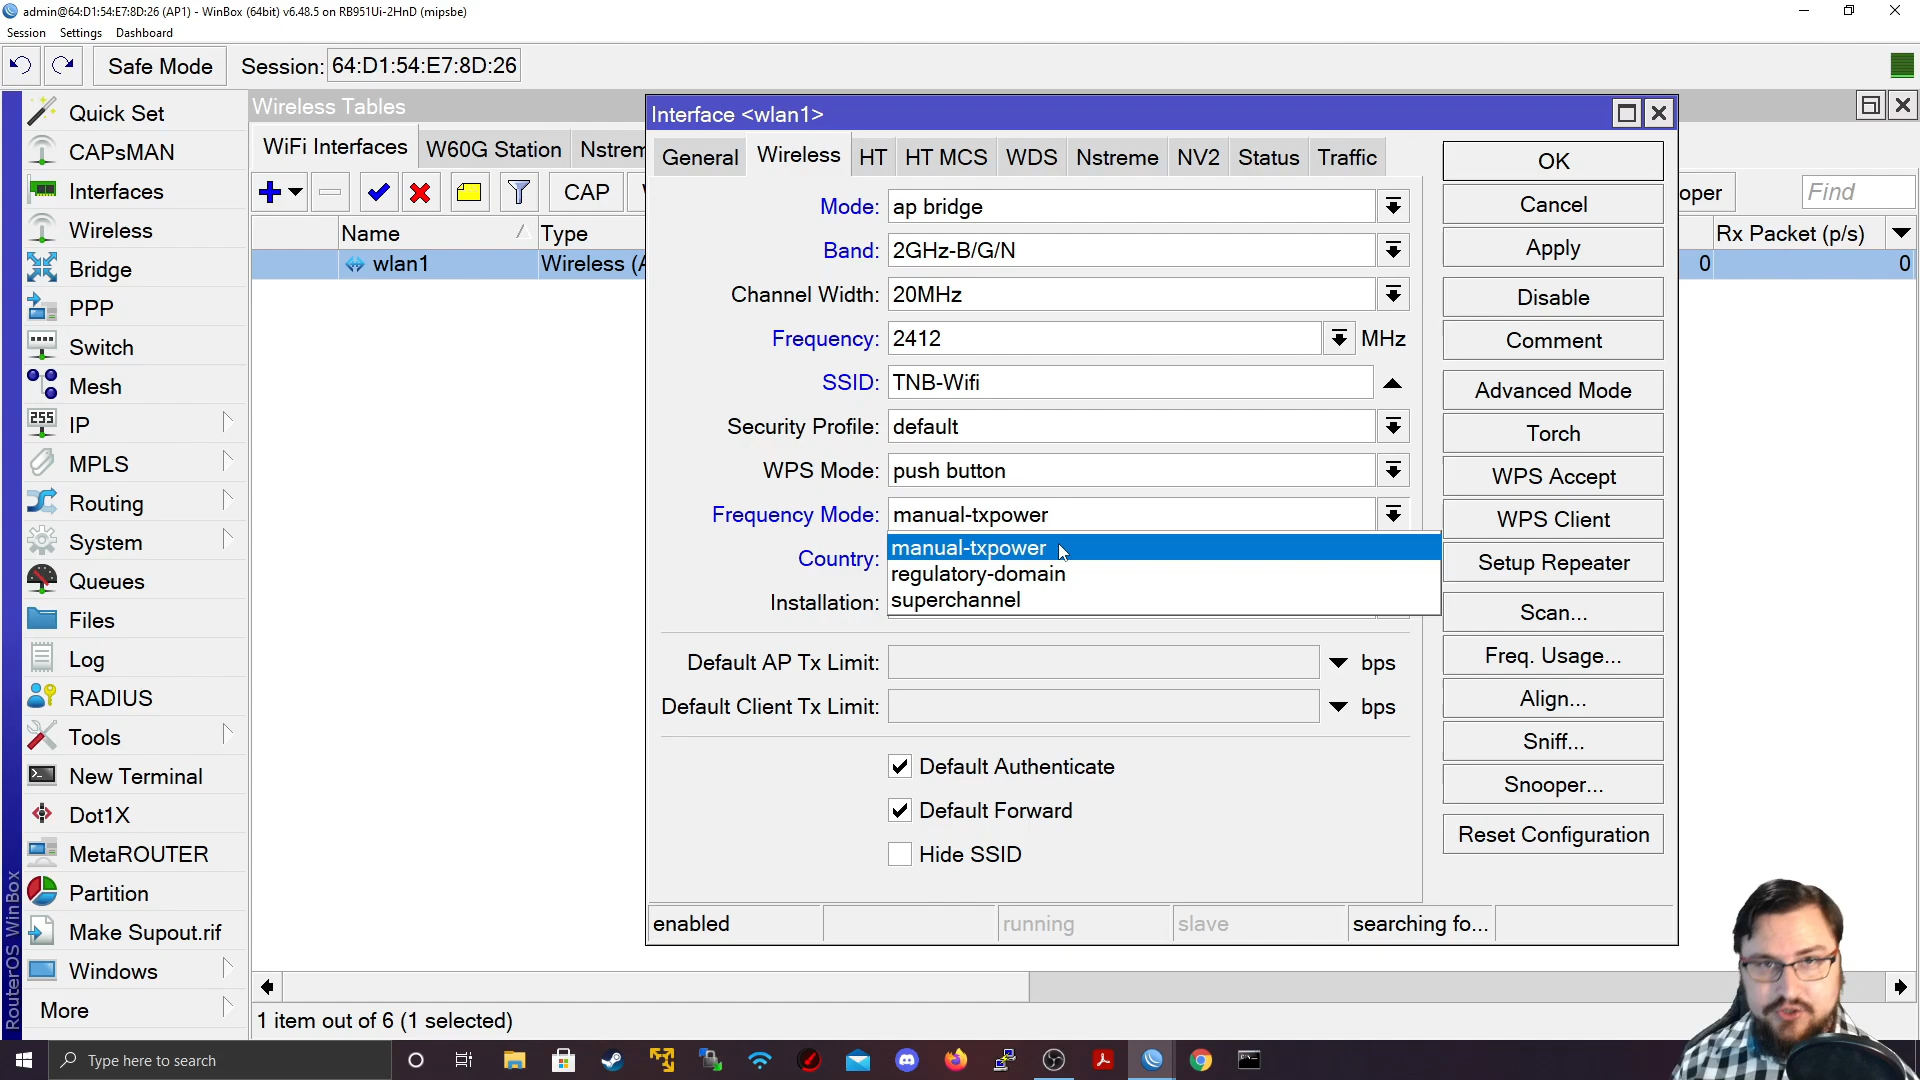 admin@64:D1:54:E7:8D:26 (AP1) - WinBox (64bit) v6.48.5 on RB951Ui-2HnD (mipsbe)
Session Settings Dashboard
Safe Mode Session: 64:D1:54:E7:8D:26
Quick Set
CAPsMAN
Interfaces
Wireless
Bridge
PPP
Switch
Mesh
IP
MPLS
Routing
System
Queues
Files
Log
RADIUS
Tools
New Terminal
Dot1X
MetaROUTER
Partition
Make Supout.rif
Windows
More
RouterOS WinBox
Wireless Tables
WiFi Interfaces W60G Station Nstrem
CAP
oper Find
Name Type Rx Packet (p/s)
wlan1 Wireless (A 0 0
Interface <wlan1>
General Wireless HT HT MCS WDS Nstreme NV2 Status Traffic
Mode: ap bridge
Band: 2GHz-B/G/N
Channel Width: 20MHz
Frequency: 2412 MHz
SSID: TNB-Wifi
Security Profile: default
WPS Mode: push button
Frequency Mode: manual-txpower
manual-txpower
Country:
regulatory-domain
superchannel
Installation:
Default AP Tx Limit: bps
Default Client Tx Limit: bps
Default Authenticate
Default Forward
Hide SSID
OK
Cancel
Apply
Disable
Comment
Advanced Mode
Torch
WPS Accept
WPS Client
Setup Repeater
Scan...
Freq. Usage...
Align...
Sniff...
Snooper...
Reset Configuration
enabled running slave searching fo...
1 item out of 6 (1 selected)
Type here to search